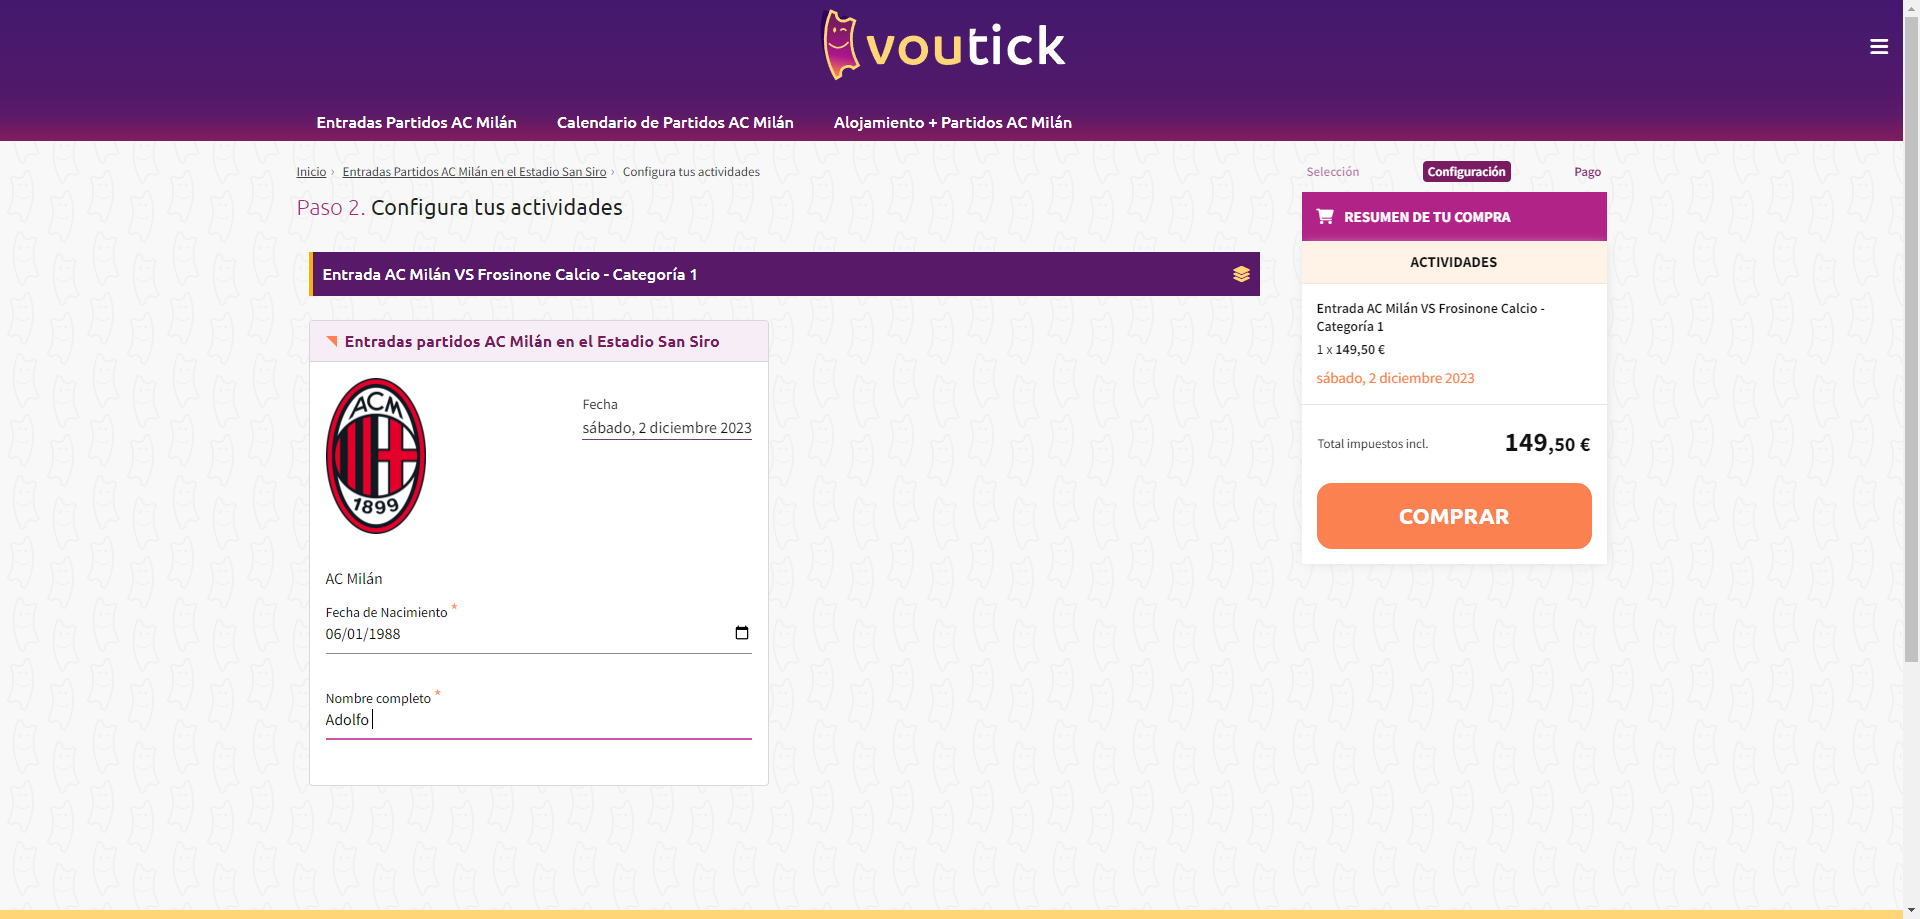 voutick
Entradas Partidos AC Milán
Calendario de Partidos AC Milán
Alojamiento + Partidos AC Milán
Inicio › Entradas Partidos AC Milán en el Estadio San Siro › Configura tus actividades
Paso 2. Configura tus actividades
Entrada AC Milán VS Frosinone Calcio - Categoría 1
Entradas partidos AC Milán en el Estadio San Siro
ACM
1899
Fecha
sábado, 2 diciembre 2023
AC Milán
Fecha de Nacimiento *
06/01/1988
Nombre completo *
Adolfo
Selección
Configuración
Pago
RESUMEN DE TU COMPRA
ACTIVIDADES
Entrada AC Milán VS Frosinone Calcio -
Categoría 1
1 x 149,50 €
sábado, 2 diciembre 2023
Total impuestos incl. 149,50 €
COMPRAR